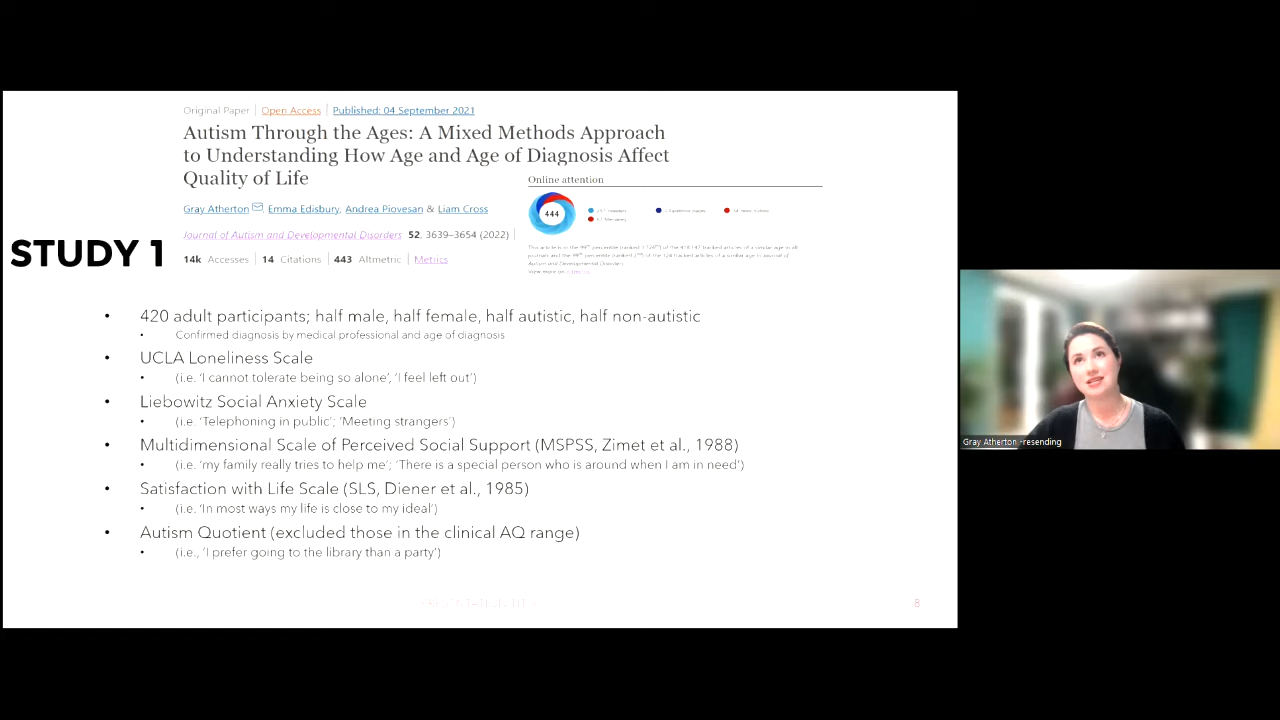 Original Paper | Open Access | Published: 04 September 2021
Autism Through the Ages: A Mixed Methods Approach
to Understanding How Age and Age of Diagnosis Affect
Quality of Life
Online attention
444
Gray Atherton, Emma Edisbury, Andrea Piovesan & Liam Cross
Journal of Autism and Developmental Disorders 52, 3639–3654 (2022)
STUDY 1
14k Accesses | 14 Citations | 443 Altmetric | Metrics
• 420 adult participants; half male, half female, half autistic, half non-autistic
• Confirmed diagnosis by medical professional and age of diagnosis
• UCLA Loneliness Scale
• (i.e. ‘I cannot tolerate being so alone’, ‘I feel left out’)
• Liebowitz Social Anxiety Scale
• (i.e. ‘Telephoning in public’; ‘Meeting strangers’)
• Multidimensional Scale of Perceived Social Support (MSPSS, Zimet et al., 1988)
• (i.e. ‘my family really tries to help me’; ‘There is a special person who is around when I am in need’)
• Satisfaction with Life Scale (SLS, Diener et al., 1985)
• (i.e. ‘In most ways my life is close to my ideal’)
• Autism Quotient (excluded those in the clinical AQ range)
• (i.e., ‘I prefer going to the library than a party’)
PRESENTATION TITLE
8
Gray Atherton -resending